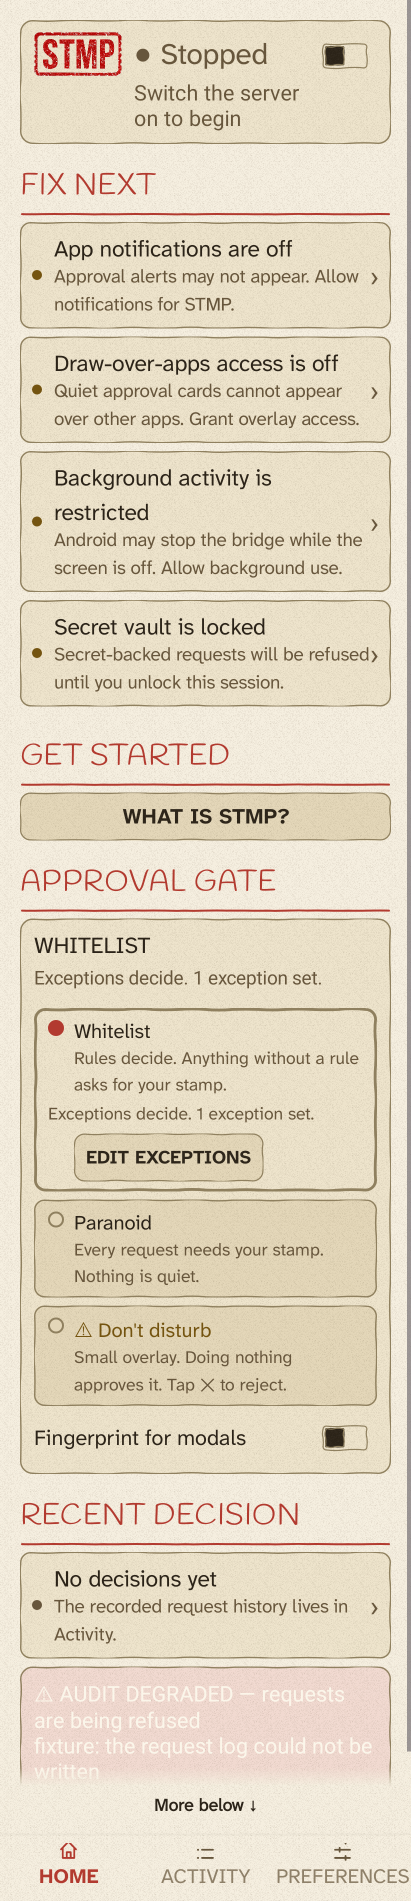 STMP
● Stopped
Switch the server
on to begin
FIX NEXT
App notifications are off
Approval alerts may not appear. Allow
notifications for STMP.
Draw-over-apps access is off
Quiet approval cards cannot appear
over other apps. Grant overlay access.
Background activity is
restricted
Android may stop the bridge while the
screen is off. Allow background use.
Secret vault is locked
Secret-backed requests will be refused
until you unlock this session.
GET STARTED
WHAT IS STMP?
APPROVAL GATE
WHITELIST
Exceptions decide. 1 exception set.
Whitelist
Rules decide. Anything without a rule
asks for your stamp.
Exceptions decide. 1 exception set.
EDIT EXCEPTIONS
Paranoid
Every request needs your stamp.
Nothing is quiet.
⚠ Don't disturb
Small overlay. Doing nothing
approves it. Tap ✕ to reject.
Fingerprint for modals
RECENT DECISION
No decisions yet
The recorded request history lives in
Activity.
⚠ AUDIT DEGRADED — requests
are being refused
fixture: the request log could not be
written
More below ↓
HOME
ACTIVITY
PREFERENCES